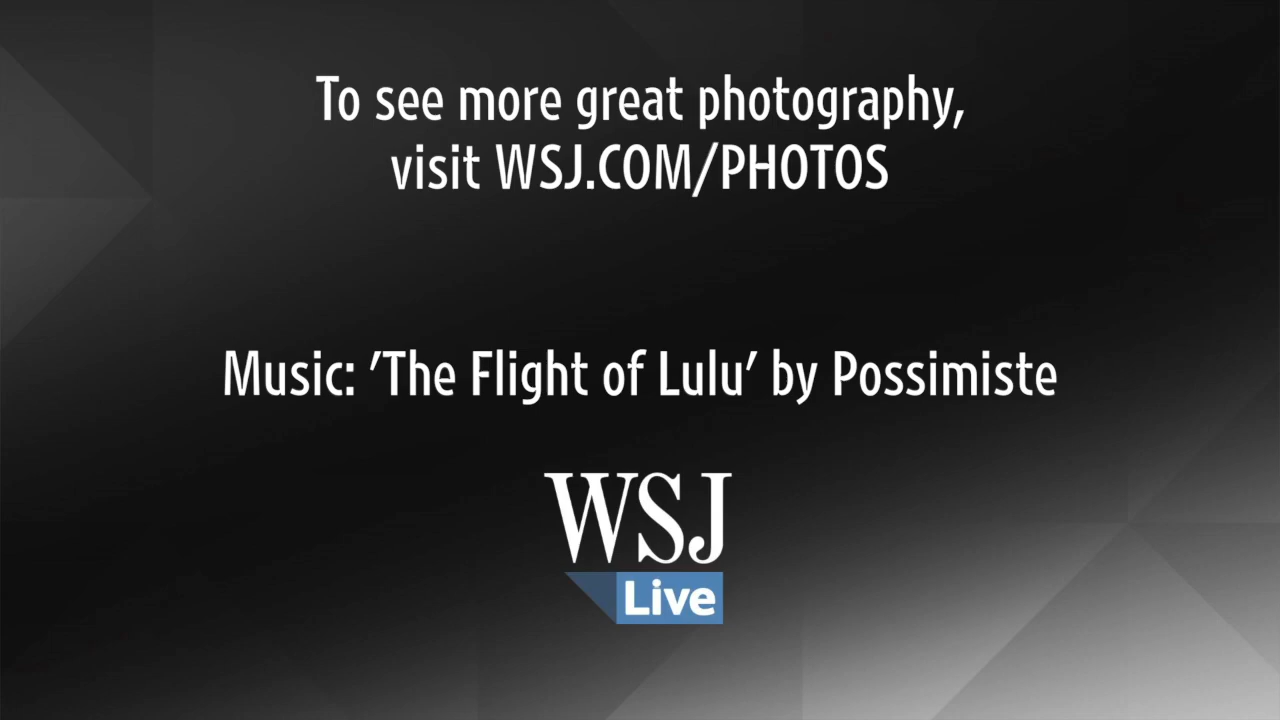 To see more great photography,
visit WSJ.COM/PHOTOS
Music: ′The Flight of Lulu′ by Possimiste
WSJ
Live